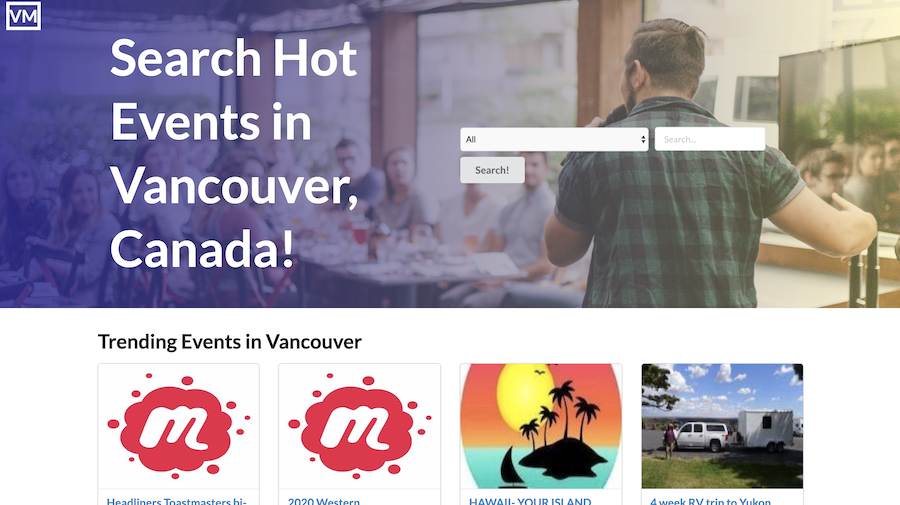 VM
Search Hot
Events in
Vancouver,
Canada!
All
Search...
Search!
Trending Events in Vancouver
m
m
Headliners Toastmasters bi-
2020 Western
HAWAII- YOUR ISLAND
4 week RV trip to Yukon